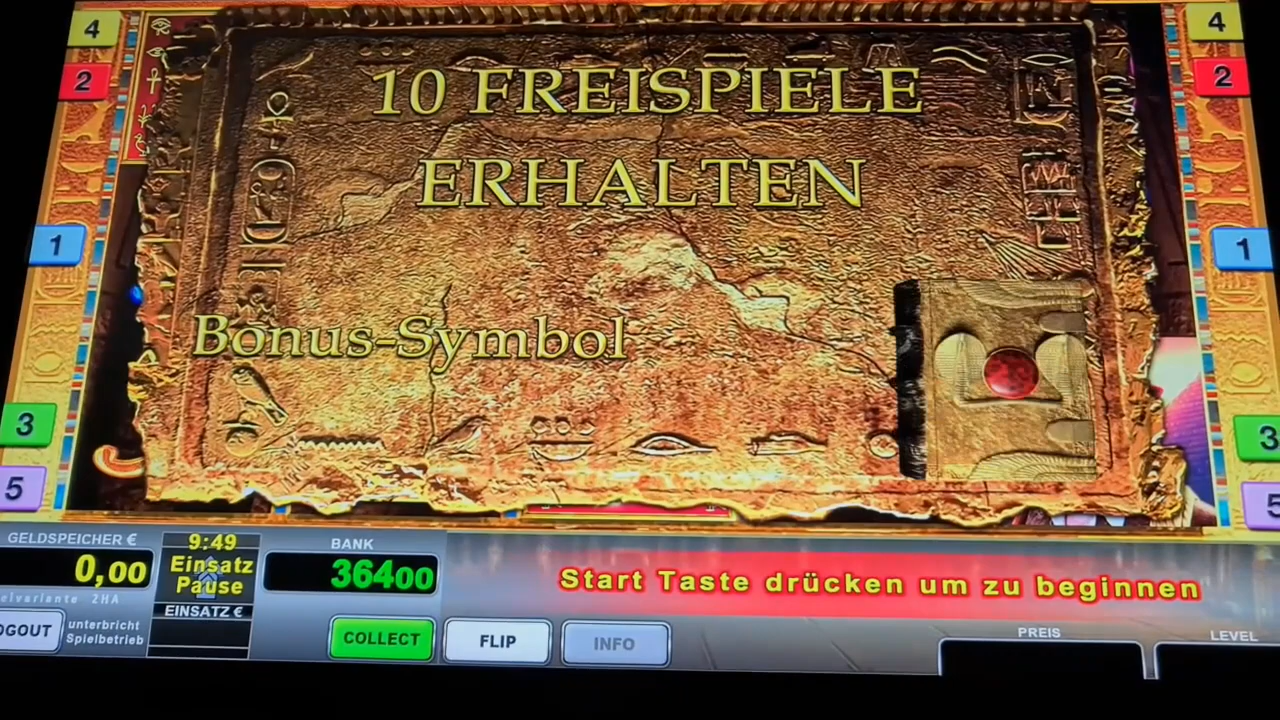 4
4
10 FREISPIELE
2
2
ERHALTEN
1
1
Bonus-Symbol
3
3
5
5
GELDSPEICHER €
0,00
9:49
Einsatz
Pause
BANK
36400
Start Taste drücken um zu beginnen
elvariante 2HA
EINSATZ €
OGOUT
unterbricht
Spielbetrieb
COLLECT
FLIP
INFO
PREIS
LEVEL